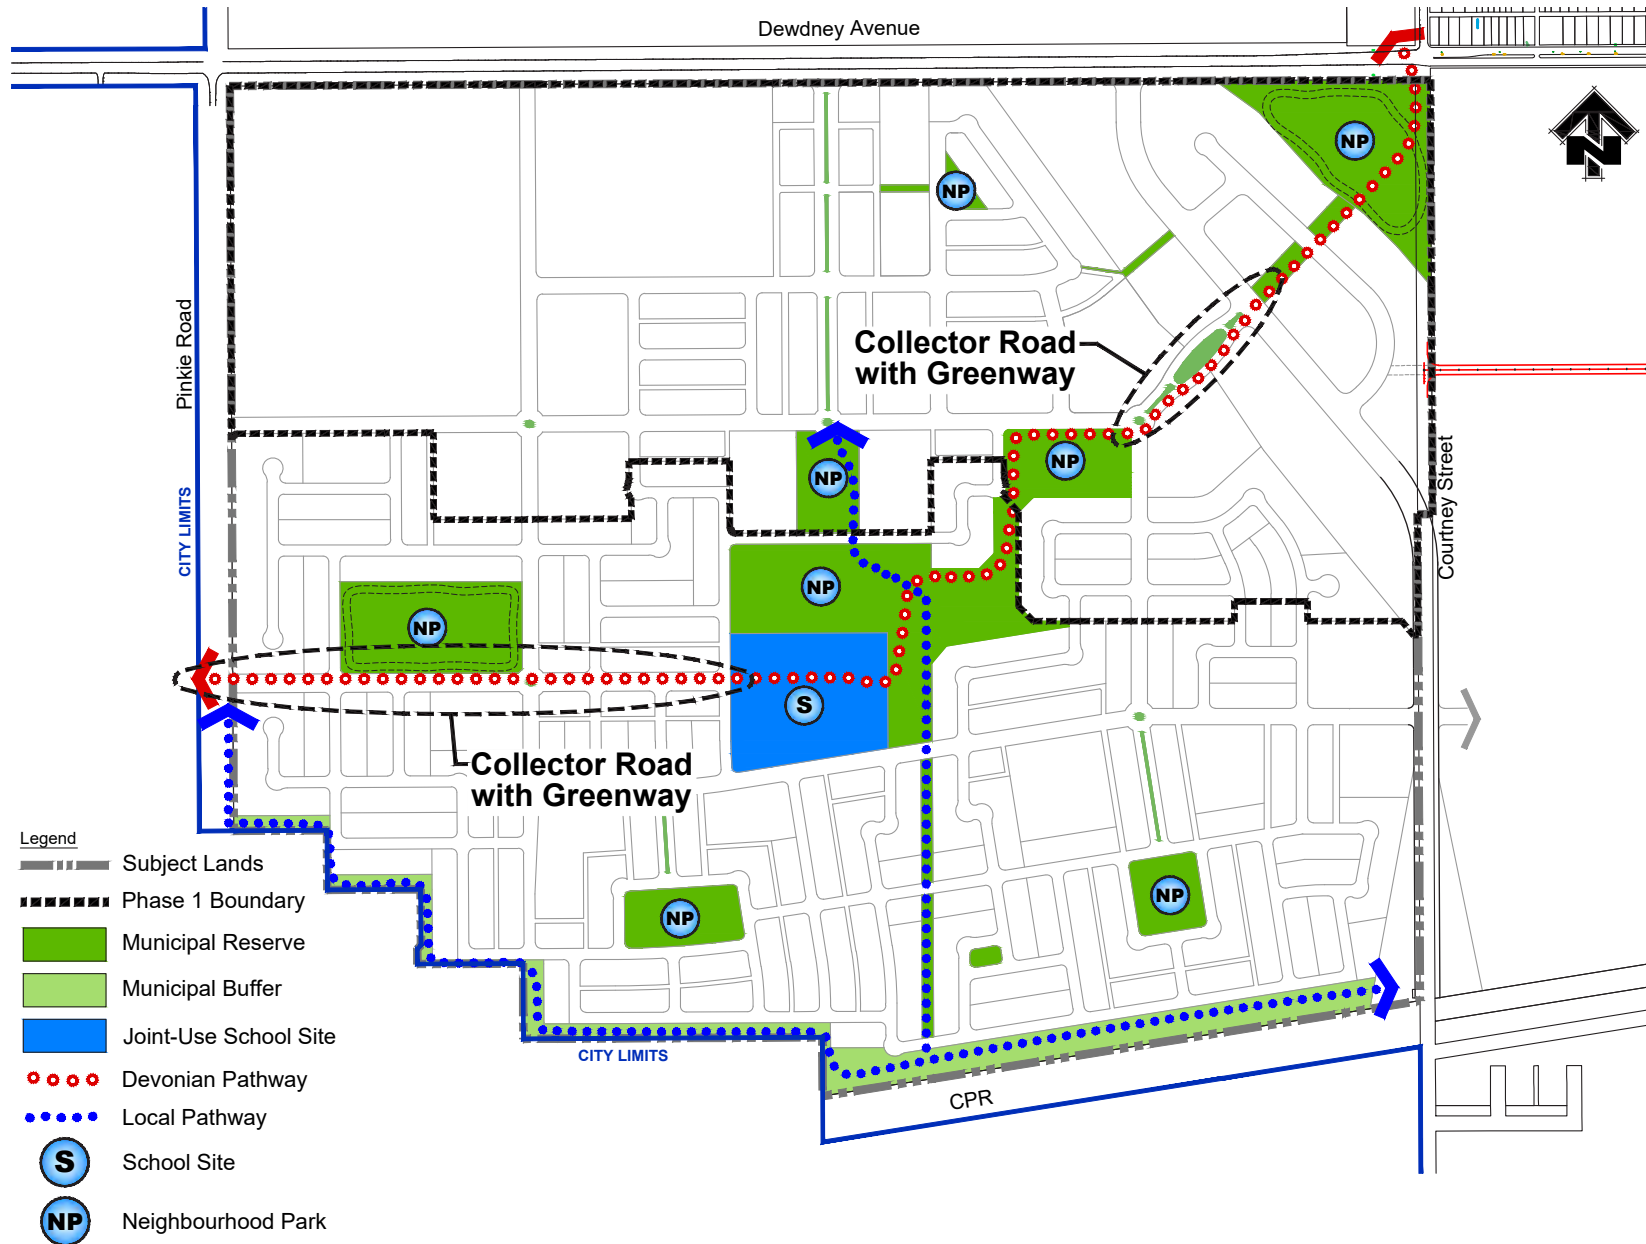 Dewdney Avenue
N
NP
NP
Pinkie Road
Collector Road
with Greenway
NP
NP
CITY LIMITS
Courtney Street
NP
NP
S
Collector Road
with Greenway
NP
NP
CITY LIMITS
CPR
Legend
Subject Lands
Phase 1 Boundary
Municipal Reserve
Municipal Buffer
Joint-Use School Site
Devonian Pathway
Local Pathway
S School Site
NP Neighbourhood Park